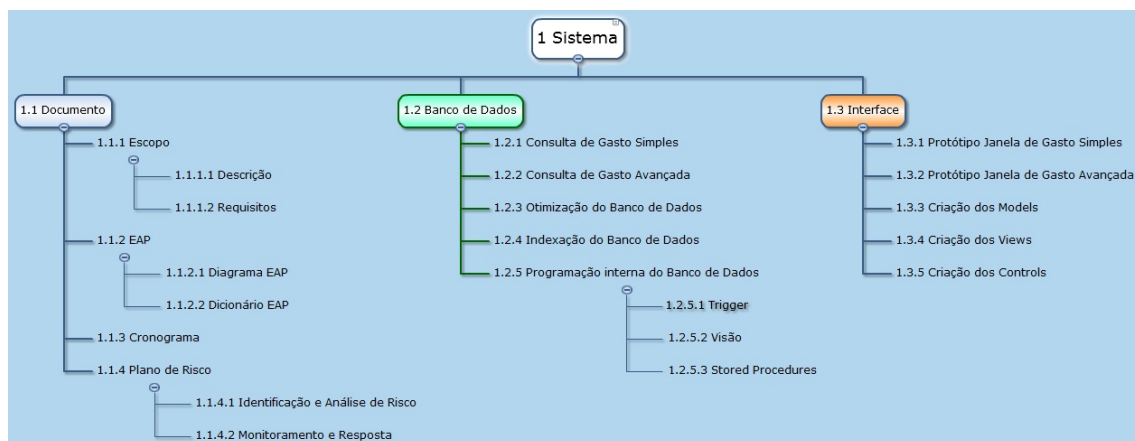 1 Sistema
1.1 Documento
1.1.1 Escopo
1.1.1.1 Descrição
1.1.1.2 Requisitos
1.1.2 EAP
1.1.2.1 Diagrama EAP
1.1.2.2 Dicionário EAP
1.1.3 Cronograma
1.1.4 Plano de Risco
1.1.4.1 Identificação e Análise de Risco
1.1.4.2 Monitoramento e Resposta
1.2 Banco de Dados
1.2.1 Consulta de Gasto Simples
1.2.2 Consulta de Gasto Avançada
1.2.3 Otimização do Banco de Dados
1.2.4 Indexação do Banco de Dados
1.2.5 Programação interna do Banco de Dados
1.2.5.1 Trigger
1.2.5.2 Visão
1.2.5.3 Stored Procedures
1.3 Interface
1.3.1 Protótipo Janela de Gasto Simples
1.3.2 Protótipo Janela de Gasto Avançada
1.3.3 Criação dos Models
1.3.4 Criação dos Views
1.3.5 Criação dos Controls